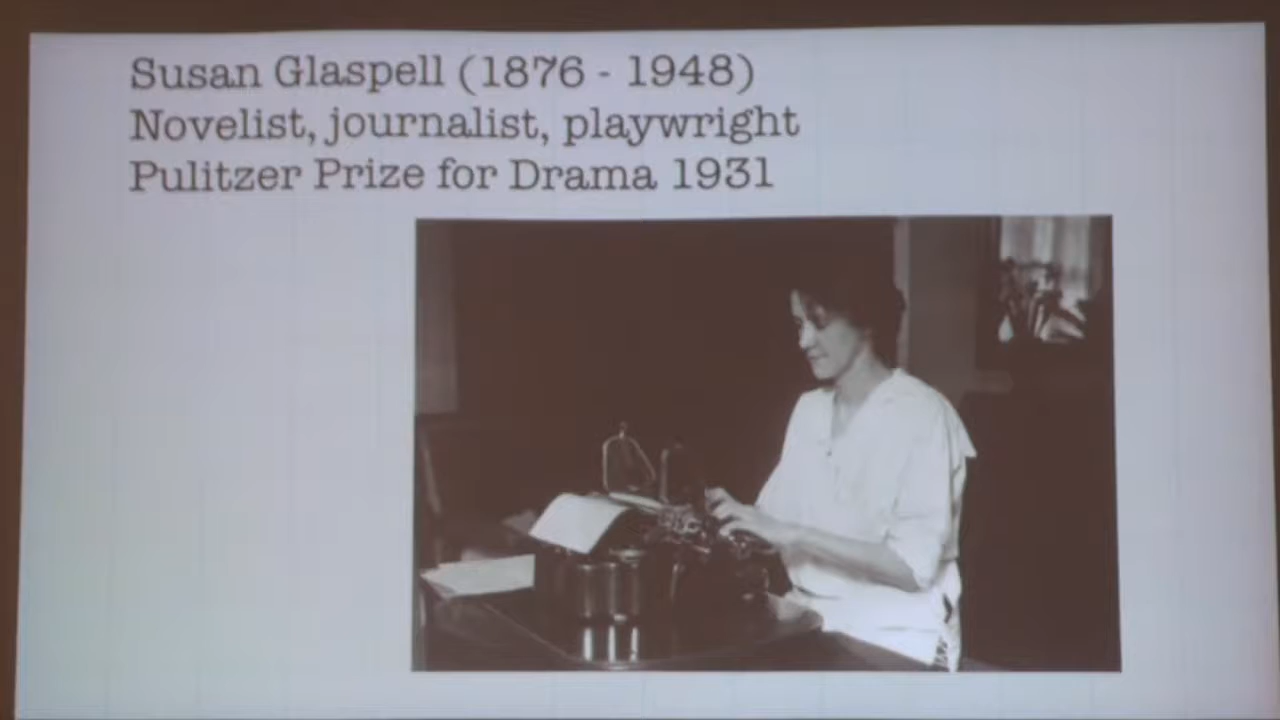 Susan Glaspell (1876 - 1948)
Novelist, journalist, playwright
Pulitzer Prize for Drama 1931